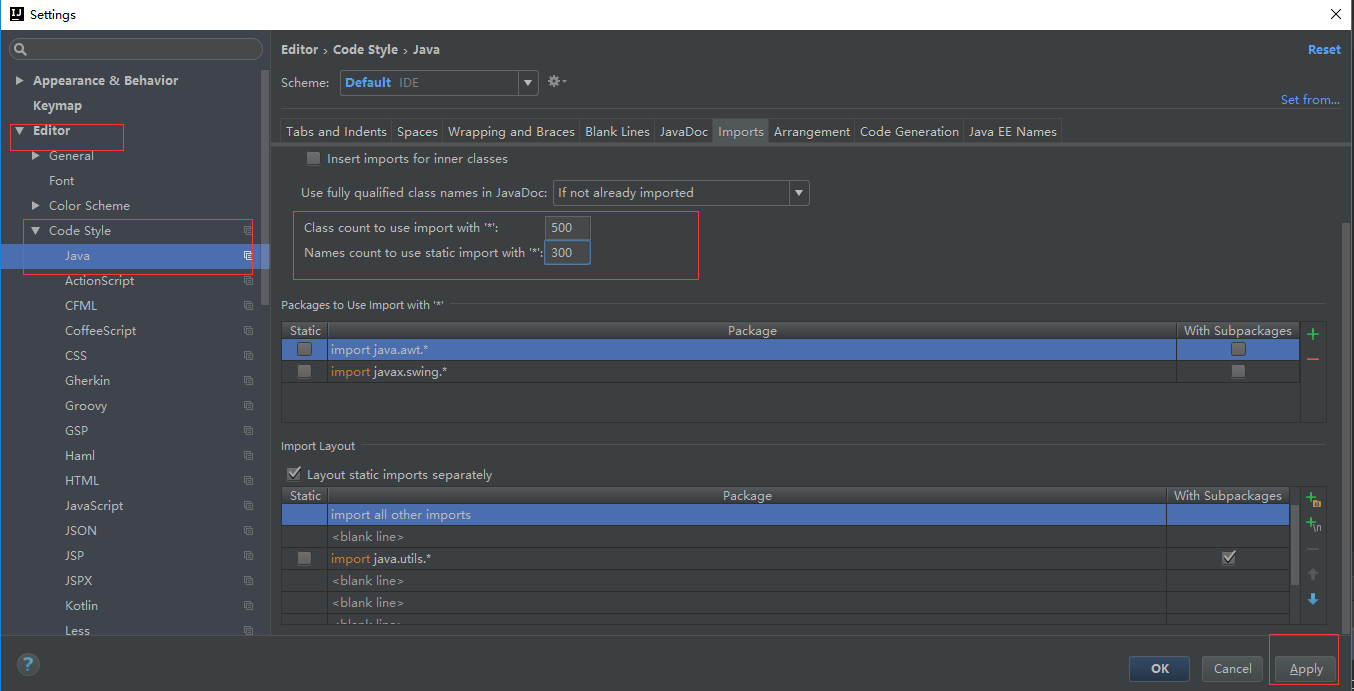 Settings
Appearance & Behavior
Keymap
Editor
General
Font
Color Scheme
Code Style
Java
ActionScript
CFML
CoffeeScript
CSS
Gherkin
Groovy
GSP
Haml
HTML
JavaScript
JSON
JSP
JSPX
Kotlin
Less
Editor › Code Style › Java
Reset
Scheme: Default IDE
Set from...
Tabs and Indents Spaces Wrapping and Braces Blank Lines JavaDoc Imports Arrangement Code Generation Java EE Names
Insert imports for inner classes
Use fully qualified class names in JavaDoc: If not already imported
Class count to use import with '*': 500
Names count to use static import with '*': 300
Packages to Use Import with '*'
Static Package With Subpackages
import java.awt.*
import javax.swing.*
Import Layout
Layout static imports separately
Static Package With Subpackages
import all other imports
<blank line>
import java.utils.*
<blank line>
<blank line>
<blank line>
? OK Cancel Apply